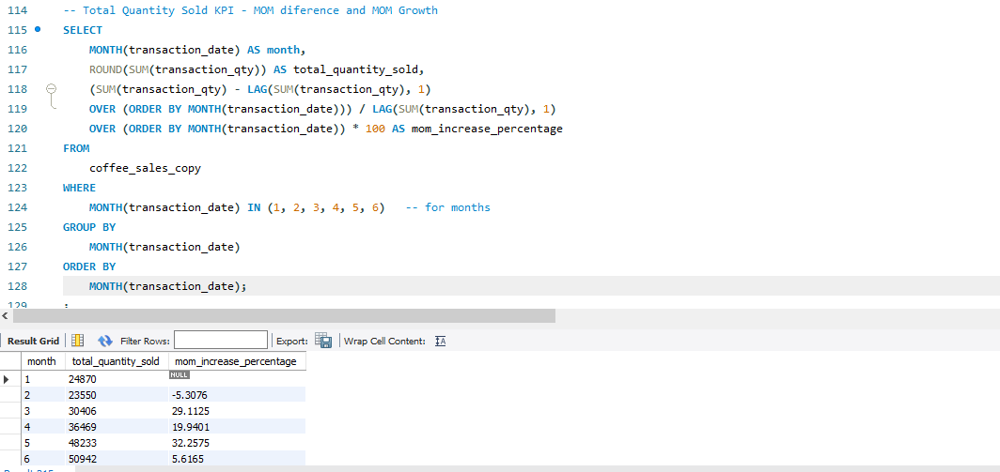 114 -- Total Quantity Sold KPI - MOM diference and MOM Growth
115 SELECT
116 MONTH(transaction_date) AS month,
117 ROUND(SUM(transaction_qty)) AS total_quantity_sold,
118 (SUM(transaction_qty) - LAG(SUM(transaction_qty), 1)
119 OVER (ORDER BY MONTH(transaction_date))) / LAG(SUM(transaction_qty), 1)
120 OVER (ORDER BY MONTH(transaction_date)) * 100 AS mom_increase_percentage
121 FROM
122 coffee_sales_copy
123 WHERE
124 MONTH(transaction_date) IN (1, 2, 3, 4, 5, 6) -- for months
125 GROUP BY
126 MONTH(transaction_date)
127 ORDER BY
128 MONTH(transaction_date);
129 ;
Result Grid Filter Rows: Export: Wrap Cell Content: IA
month total_quantity_sold mom_increase_percentage
1 24870 NULL
2 23550 -5.3076
3 30406 29.1125
4 36469 19.9401
5 48233 32.2575
6 50942 5.6165